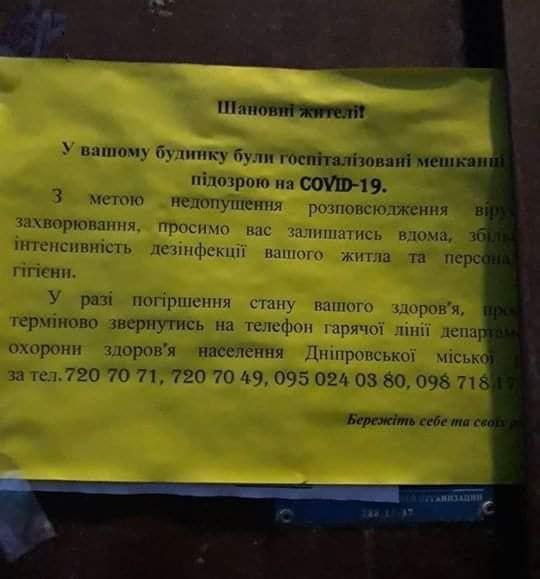 Шановні жителі!
У вашому будинку були госпіталізовані мешканці
підозрою на COVID-19.
З метою недопущення розповсюдження
захворювання, просимо вас залишатись вдома,
інтенсивність дезінфекції вашого житла та
гігієни.
У разі погіршення стану вашого здоров'я,
терміново звернутись на телефон гарячої лінії
охорони здоров'я населення Дніпровської міської
за тел. 720 70 71, 720 70 49, 095 024 03 80, 098 718
Бережіть себе та своїх
ОРГАНИЗАЦИИ